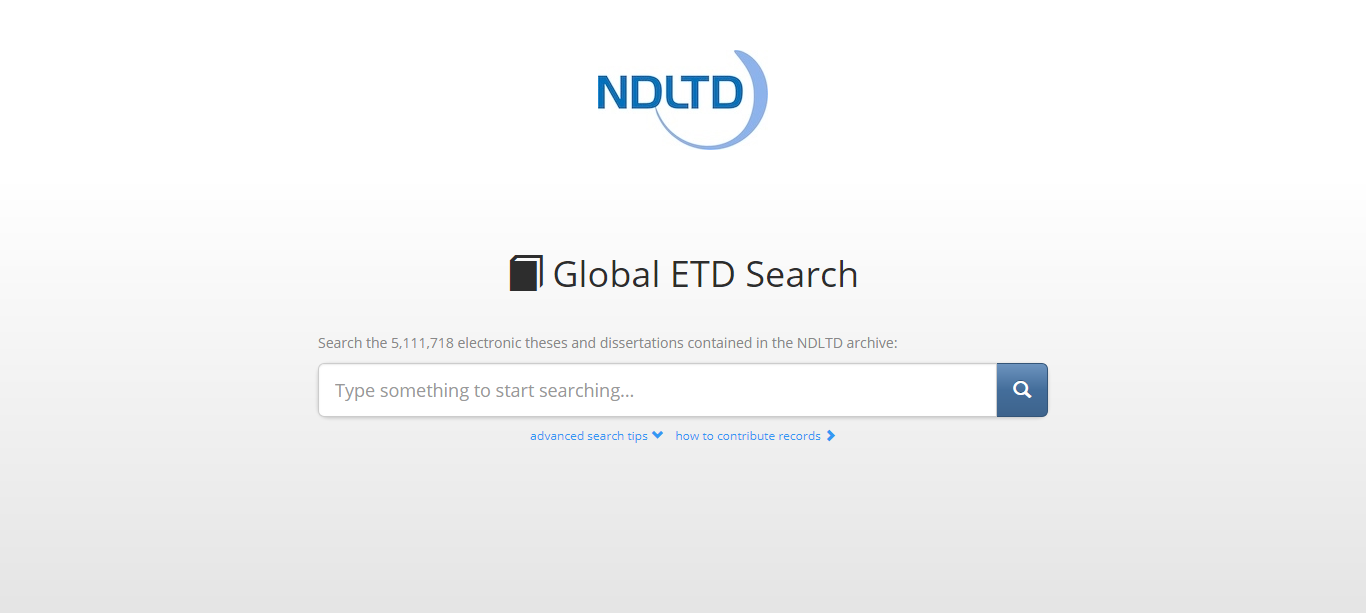 NDLTD
Global ETD Search
Search the 5,111,718 electronic theses and dissertations contained in the NDLTD archive:
Type something to start searching...
advanced search tips how to contribute records